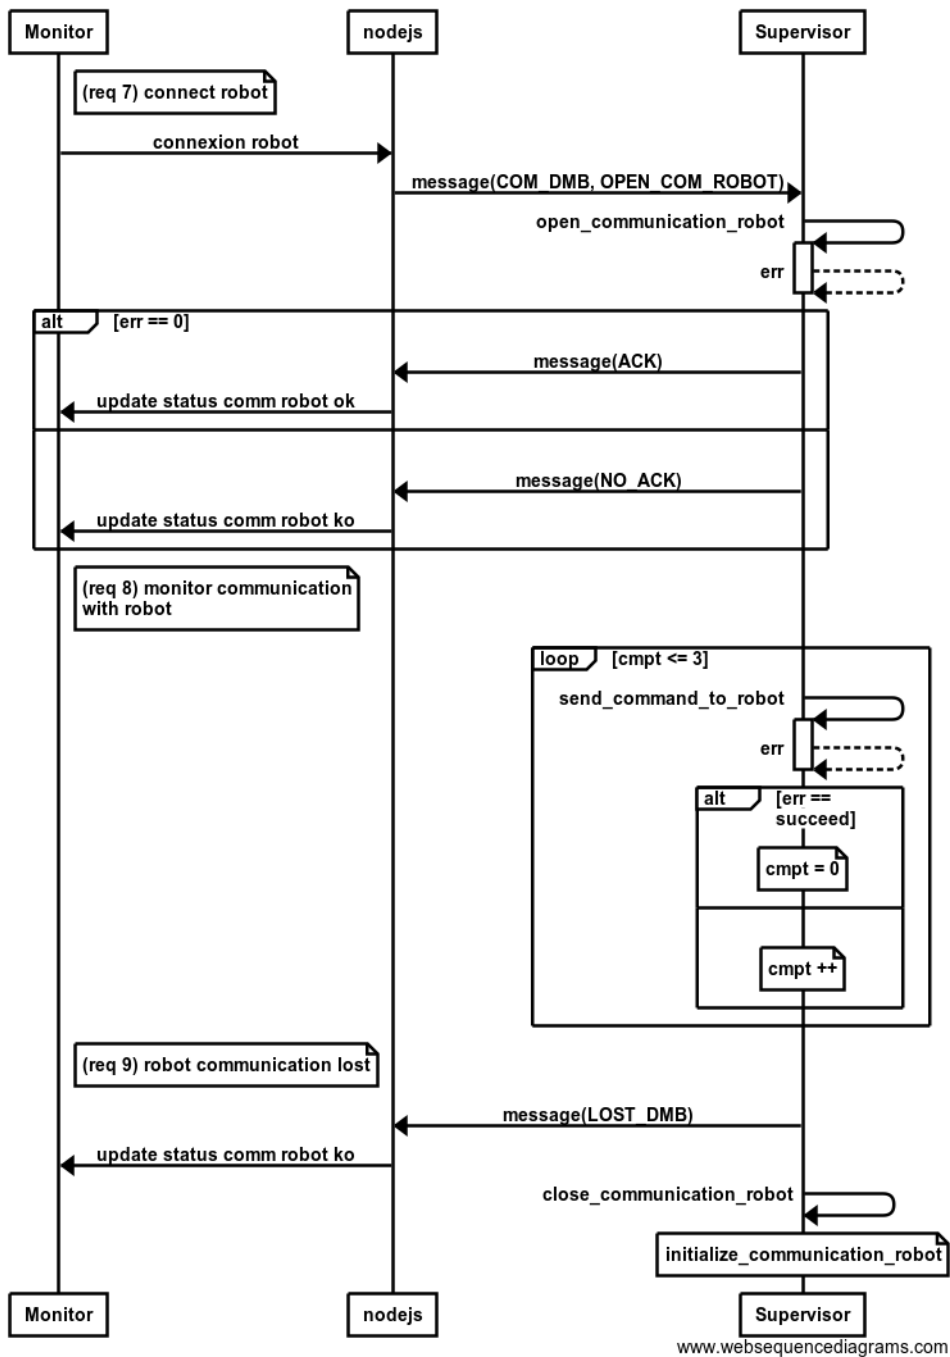 Monitor
nodejs
Supervisor
(req 7) connect robot
connexion robot
message(COM_DMB, OPEN_COM_ROBOT)
open_communication_robot
err
alt
[err == 0]
message(ACK)
update status comm robot ok
message(NO_ACK)
update status comm robot ko
(req 8) monitor communication
with robot
loop
[cmpt <= 3]
send_command_to_robot
err
alt
[err ==
succeed]
cmpt = 0
cmpt ++
(req 9) robot communication lost
message(LOST_DMB)
update status comm robot ko
close_communication_robot
initialize_communication_robot
Monitor
nodejs
Supervisor
www.websequencediagrams.com